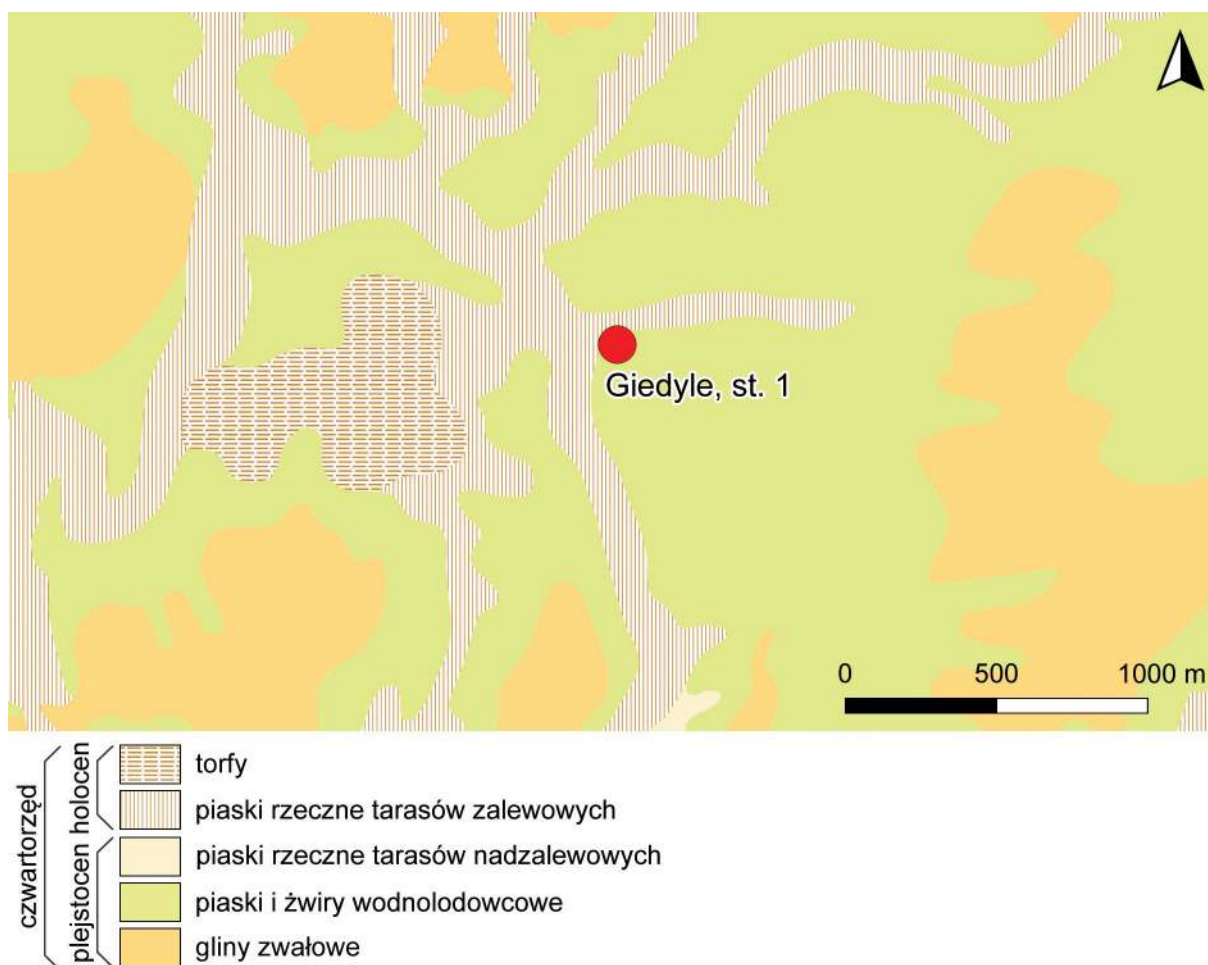 Giedyle, st. 1
0 500 1000 m
czwartorzęd
holocen
plejstocen
torfy
piaski rzeczne tarasów zalewowych
piaski rzeczne tarasów nadzalewowych
piaski i żwiry wodnolodowcowe
gliny zwałowe